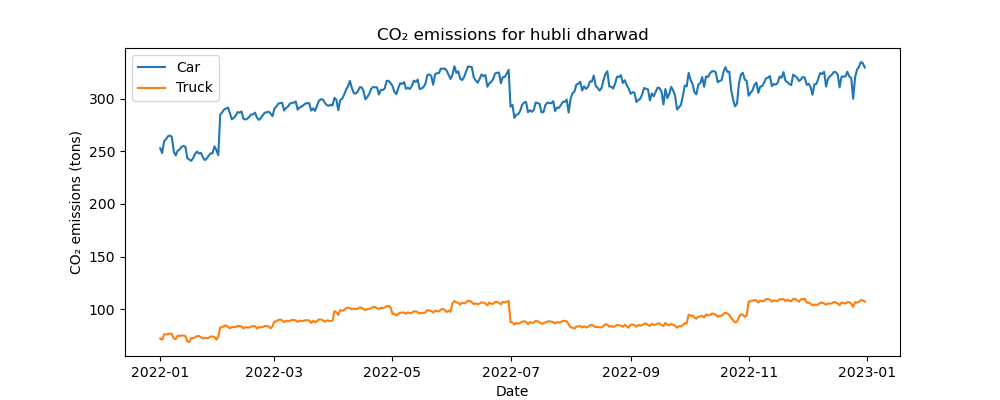 CO₂ emissions for hubli dharwad
Car
Truck
CO₂ emissions (tons)
300
250
200
150
100
2022-01 2022-03 2022-05 2022-07 2022-09 2022-11 2023-01
Date